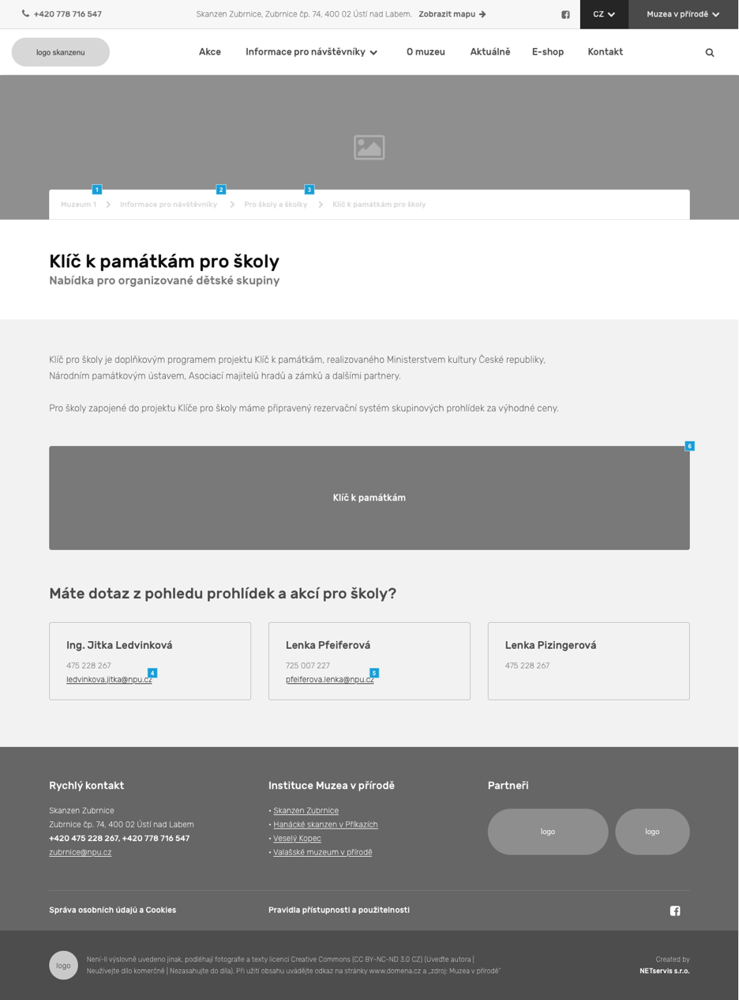 +420 778 716 547
Skanzen Zubrnice, Zubrnice čp. 74, 400 02 Ústí nad Labem. Zobrazit mapu
CZ
Muzea v přírodě
logo skanzenu
Akce
Informace pro návštěvníky
O muzeu
Aktuálně
E-shop
Kontakt
1
2
3
Muzeum 1
Informace pro návštěvníky
Pro školy a školky
Klíč k památkám pro školy
Klíč k památkám pro školy
Nabídka pro organizované dětské skupiny
Klíč pro školy je doplňkovým programem projektu Klíč k památkám, realizovaného Ministerstvem kultury České republiky,
Národním památkovým ústavem, Asociací majitelů hradů a zámků a dalšími partnery.
Pro školy zapojené do projektu Klíče pro školy máme připravený rezervační systém skupinových prohlídek za výhodné ceny.
6
Klíč k památkám
Máte dotaz z pohledu prohlídek a akcí pro školy?
Ing. Jitka Ledvinková
475 228 267
4
ledvinkova.jitka@npu.cz
Lenka Pfeiferová
725 007 227
5
pfeiferova.lenka@npu.cz
Lenka Pizingerová
475 228 267
Rychlý kontakt
Skanzen Zubrnice
Zubrnice čp. 74, 400 02 Ústí nad Labem
+420 475 228 267, +420 778 716 547
zubrnice@npu.cz
Instituce Muzea v přírodě
• Skanzen Zubrnice
• Hanácké skanzen v Příkazích
• Veselý Kopec
• Valašské muzeum v přírodě
Partneři
logo
logo
Správa osobních údajů a Cookies
Pravidla přístupnosti a použitelnosti
logo
Není-li výslovně uvedeno jinak, podléhají fotografie a texty licenci Creative Commons (CC BY-NC-ND 3.0 CZ) (Uveďte autora |
Neužívejte dílo komerčně | Nezasahujte do díla). Při užití obsahu uvádějte odkaz na stránky www.domena.cz a „zdroj: Muzea v přírodě"
Created by
NETservis s.r.o.